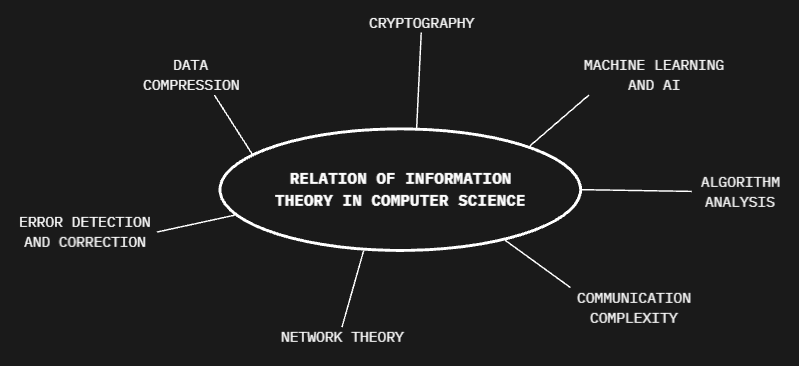 CRYPTOGRAPHY
DATA
COMPRESSION
MACHINE LEARNING
AND AI
RELATION OF INFORMATION
THEORY IN COMPUTER SCIENCE
ALGORITHM
ANALYSIS
ERROR DETECTION
AND CORRECTION
COMMUNICATION
COMPLEXITY
NETWORK THEORY